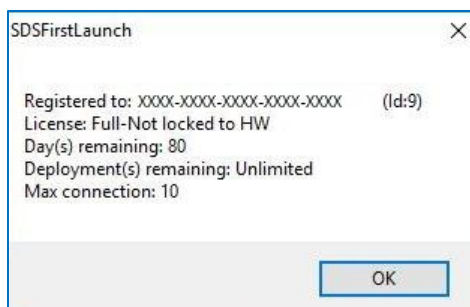 SDSFirstLaunch
Registered to: XXXX-XXXX-XXXX-XXXX-XXXX (Id:9)
License: Full-Not locked to HW
Day(s) remaining: 80
Deployment(s) remaining: Unlimited
Max connection: 10
OK